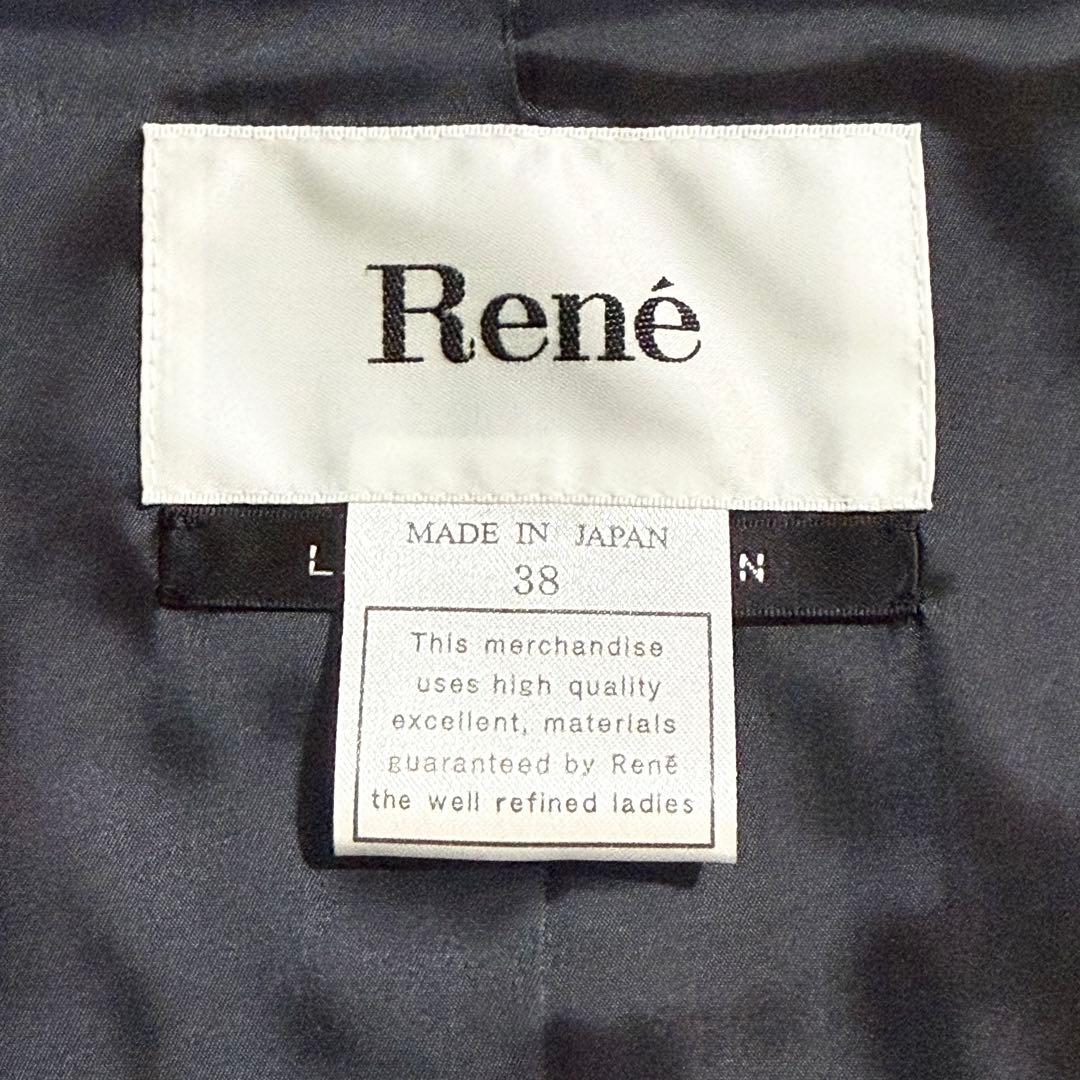 René
MADE IN JAPAN
38
This merchandise
uses high quality
excellent, materials
guaranteed by René
the well refined ladies